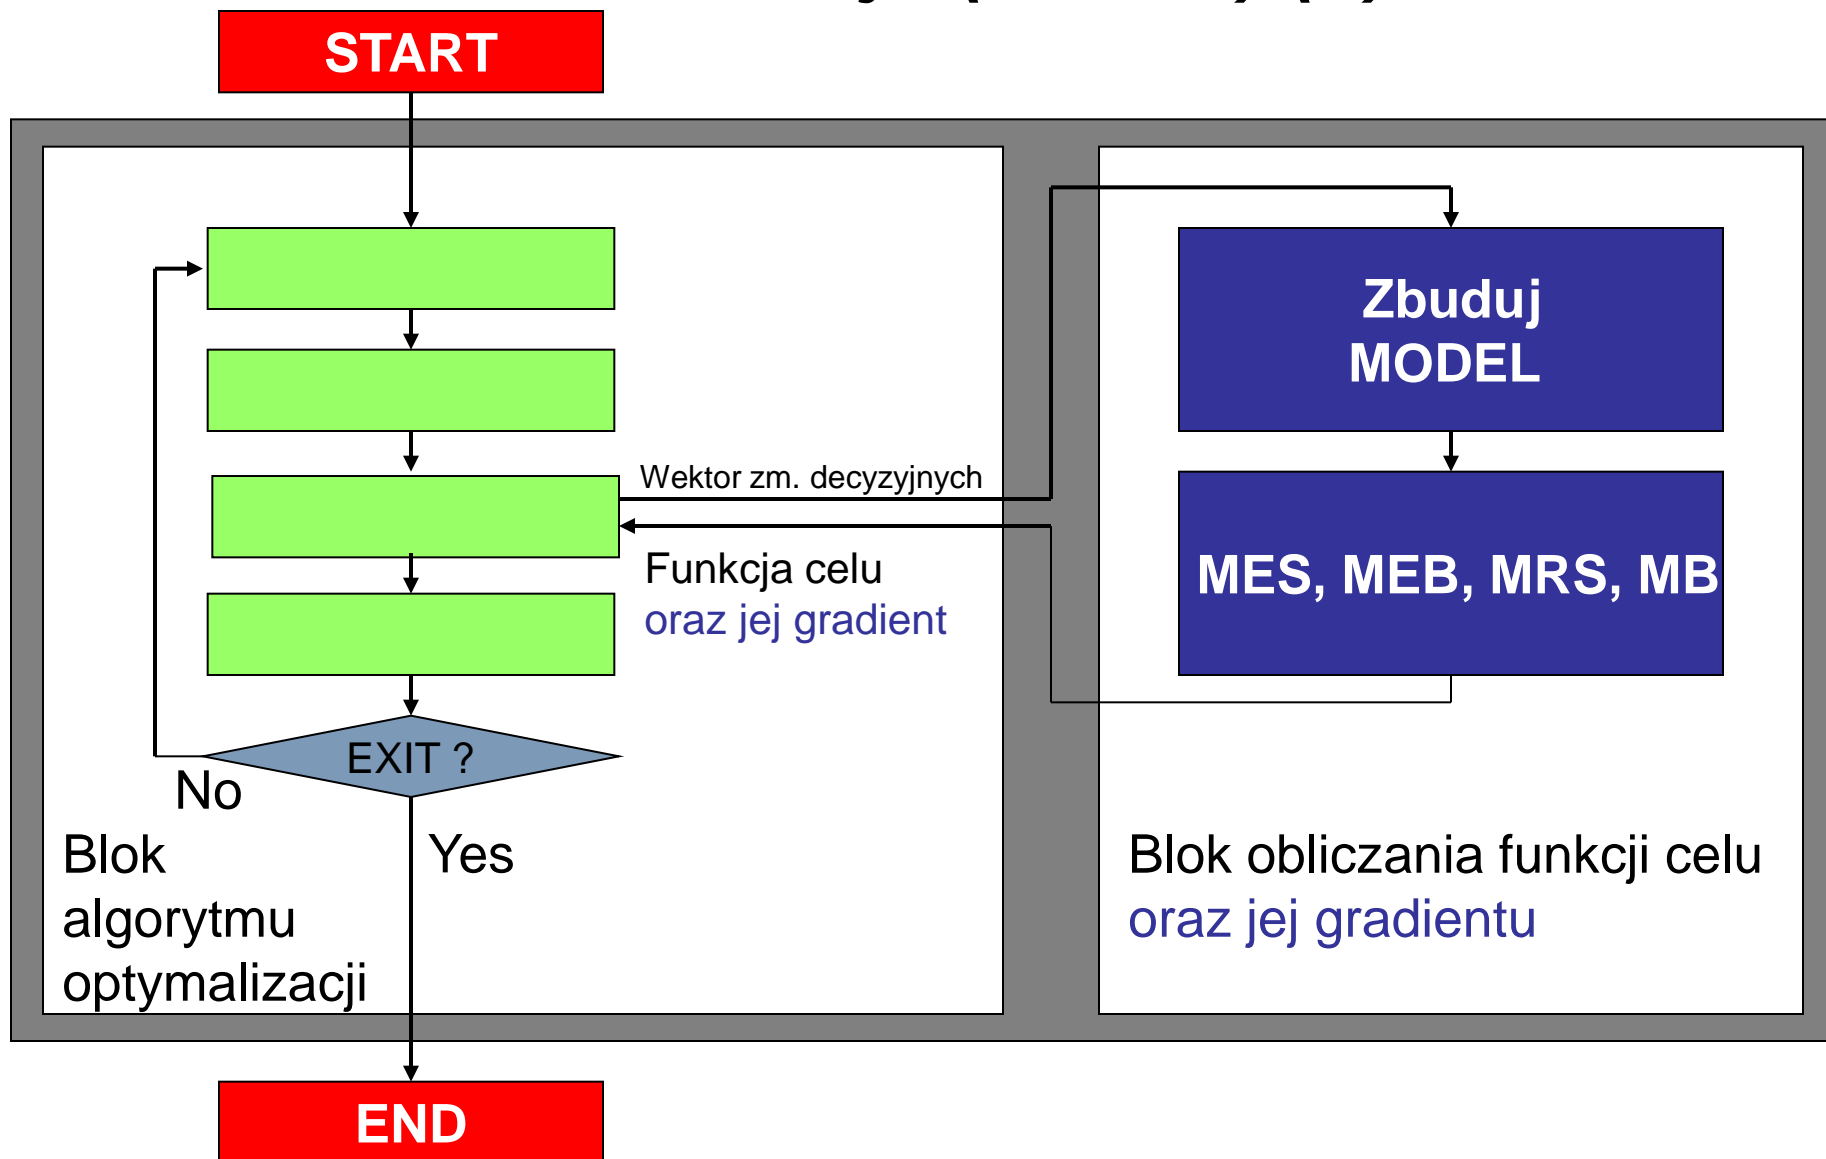 START
Zbuduj
MODEL
Wektor zm. decyzyjnych
Funkcja celu
oraz jej gradient
MES, MEB, MRS, MB
EXIT ?
No
Yes
Blok
algorytmu
optymalizacji
Blok obliczania funkcji celu
oraz jej gradientu
END